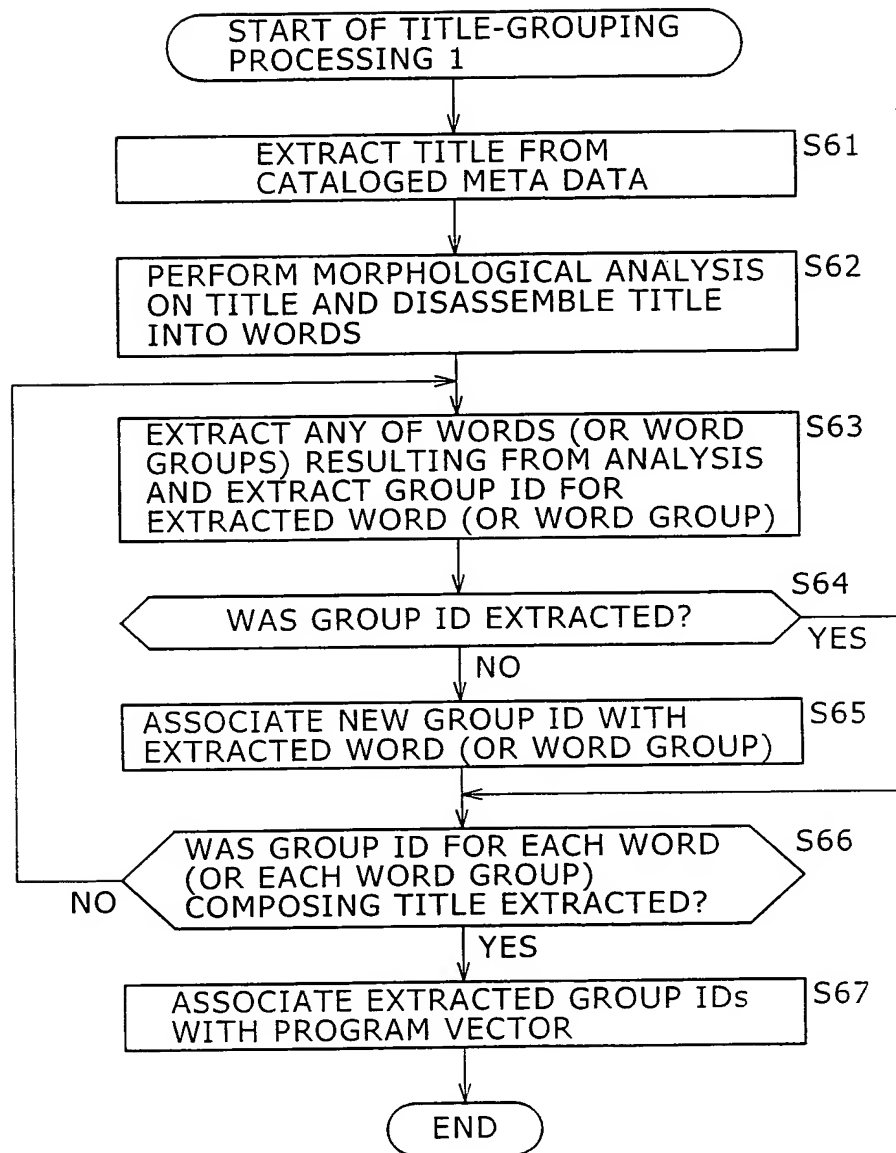 START OF TITLE-GROUPING
PROCESSING 1
EXTRACT TITLE FROM
CATALOGED META DATA
S61
PERFORM MORPHOLOGICAL ANALYSIS
ON TITLE AND DISASSEMBLE TITLE
INTO WORDS
S62
EXTRACT ANY OF WORDS (OR WORD
GROUPS) RESULTING FROM ANALYSIS
AND EXTRACT GROUP ID FOR
EXTRACTED WORD (OR WORD GROUP)
S63
WAS GROUP ID EXTRACTED?
S64
YES
NO
ASSOCIATE NEW GROUP ID WITH
EXTRACTED WORD (OR WORD GROUP)
S65
WAS GROUP ID FOR EACH WORD
(OR EACH WORD GROUP)
COMPOSING TITLE EXTRACTED?
S66
NO
YES
ASSOCIATE EXTRACTED GROUP IDs
WITH PROGRAM VECTOR
S67
END